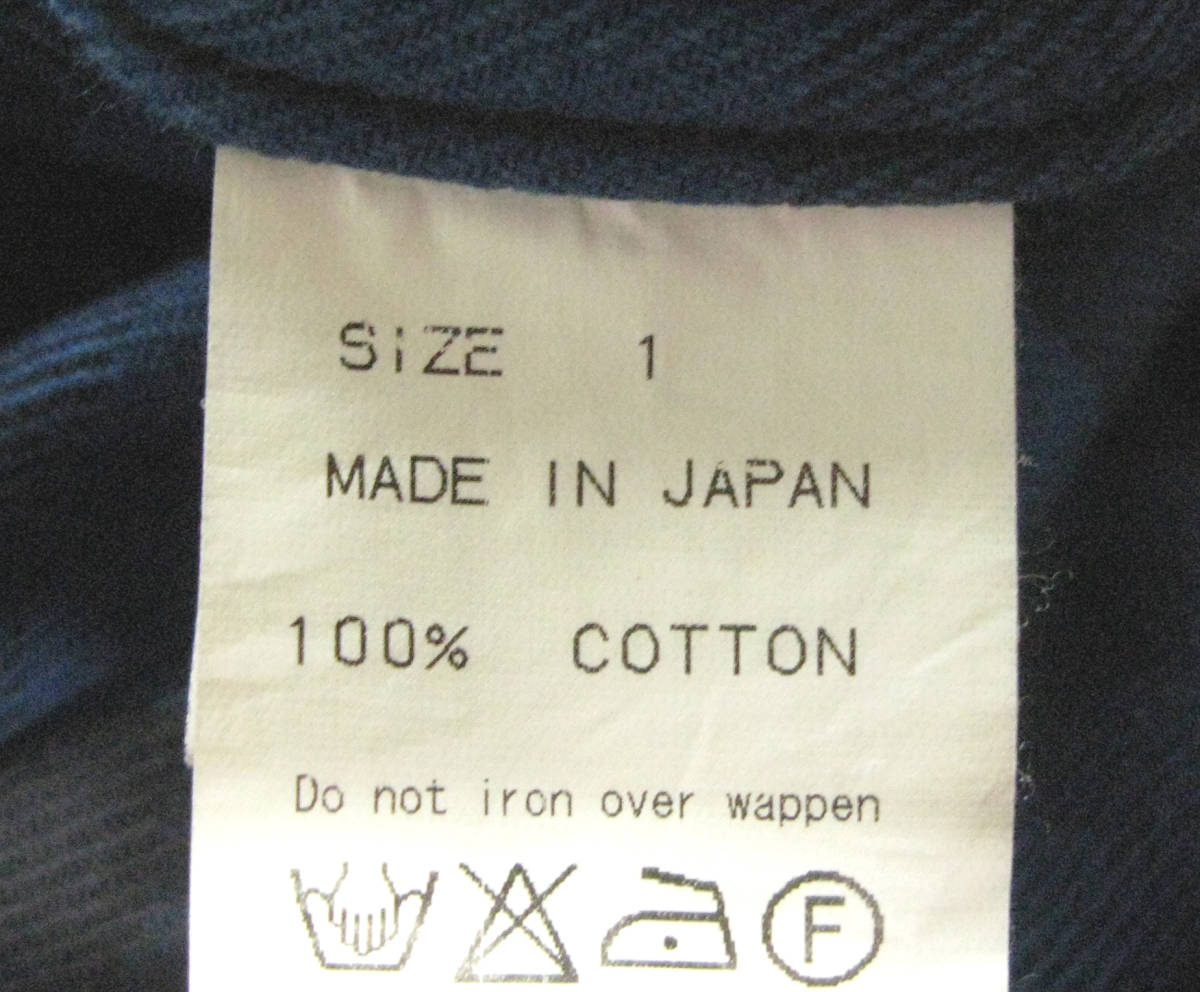 SIZE 1
MADE IN JAPAN
100% COTTON
Do not iron over wappen
F